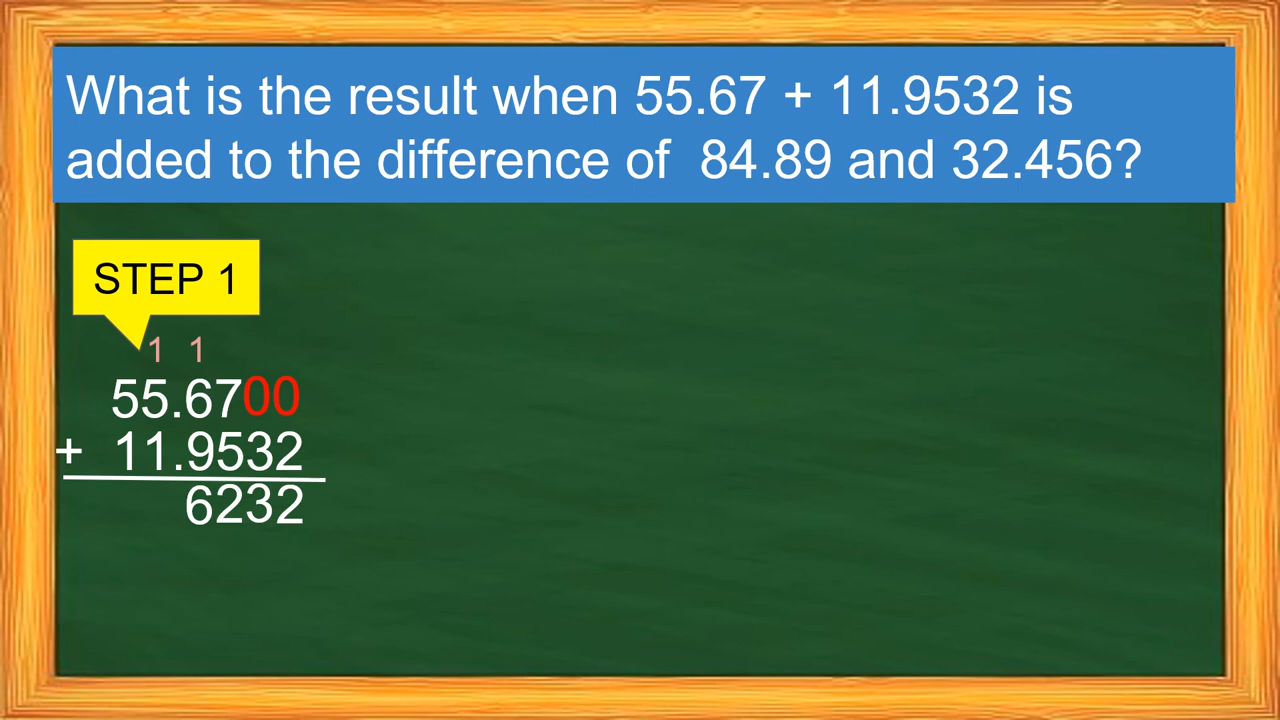 What is the result when 55.67 + 11.9532 is
added to the difference of 84.89 and 32.456?
STEP 1
1 1
55.6700
+ 11.9532
6232